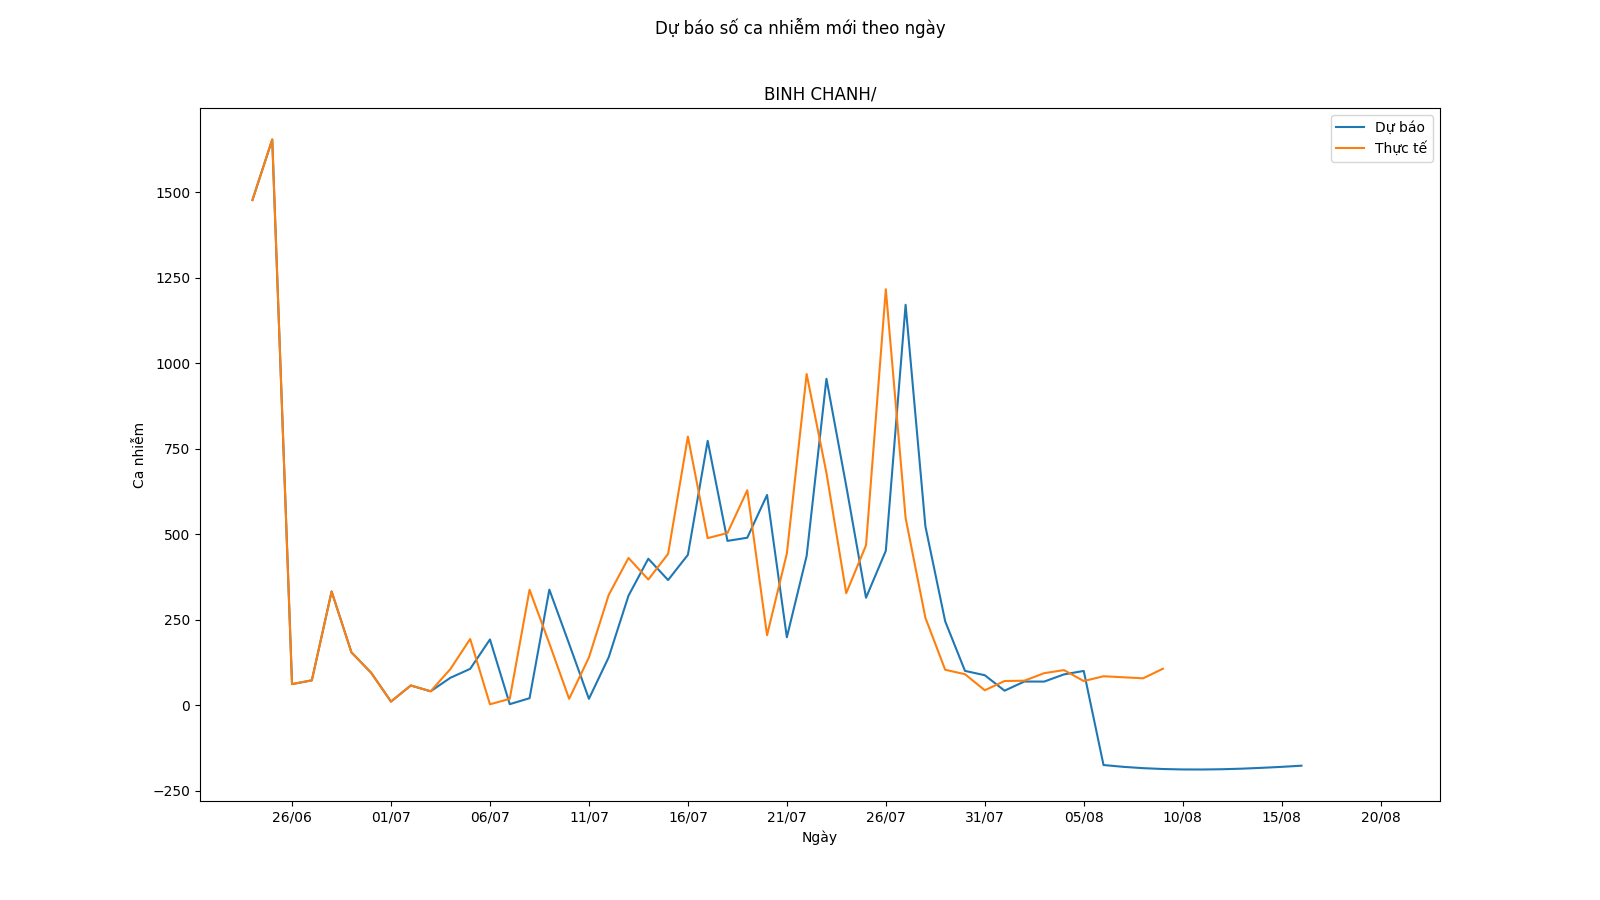 Dự báo số ca nhiễm mới theo ngày
BINH CHANH/
Dự báo
Thực tế
1500
1250
1000
750
500
250
0
−250
Ca nhiễm
26/06 01/07 06/07 11/07 16/07 21/07 26/07 31/07 05/08 10/08 15/08 20/08
Ngày